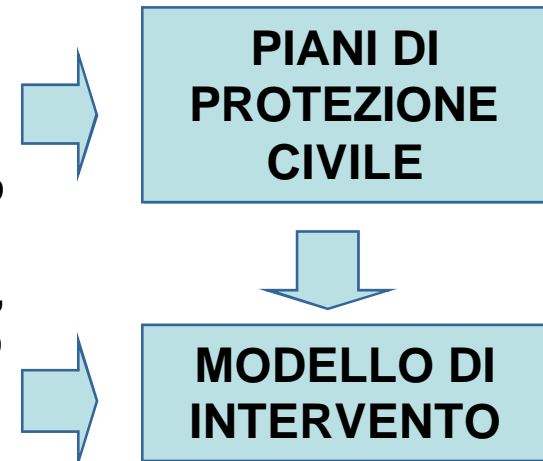 PIANI DI
PROTEZIONE
CIVILE
MODELLO DI
INTERVENTO